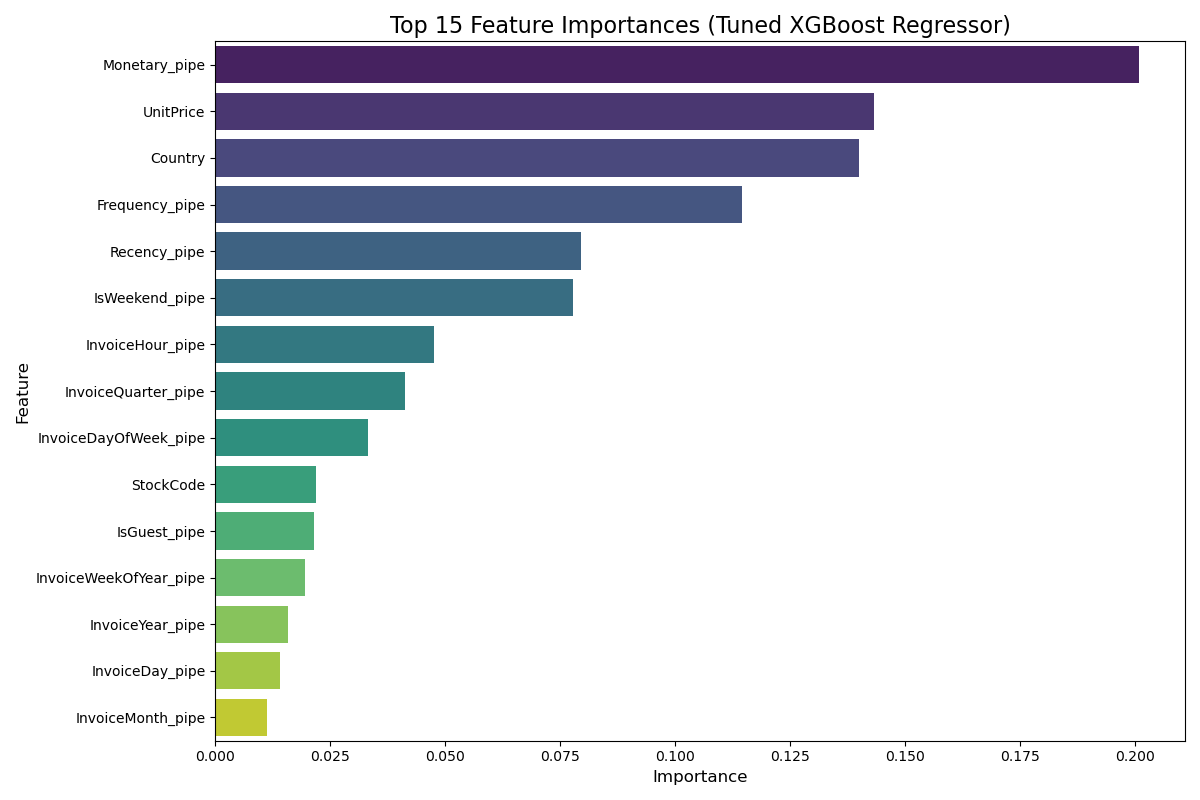 Top 15 Feature Importances (Tuned XGBoost Regressor)
Feature
Monetary_pipe
UnitPrice
Country
Frequency_pipe
Recency_pipe
IsWeekend_pipe
InvoiceHour_pipe
InvoiceQuarter_pipe
InvoiceDayOfWeek_pipe
StockCode
IsGuest_pipe
InvoiceWeekOfYear_pipe
InvoiceYear_pipe
InvoiceDay_pipe
InvoiceMonth_pipe
0.000 0.025 0.050 0.075 0.100 0.125 0.150 0.175 0.200
Importance